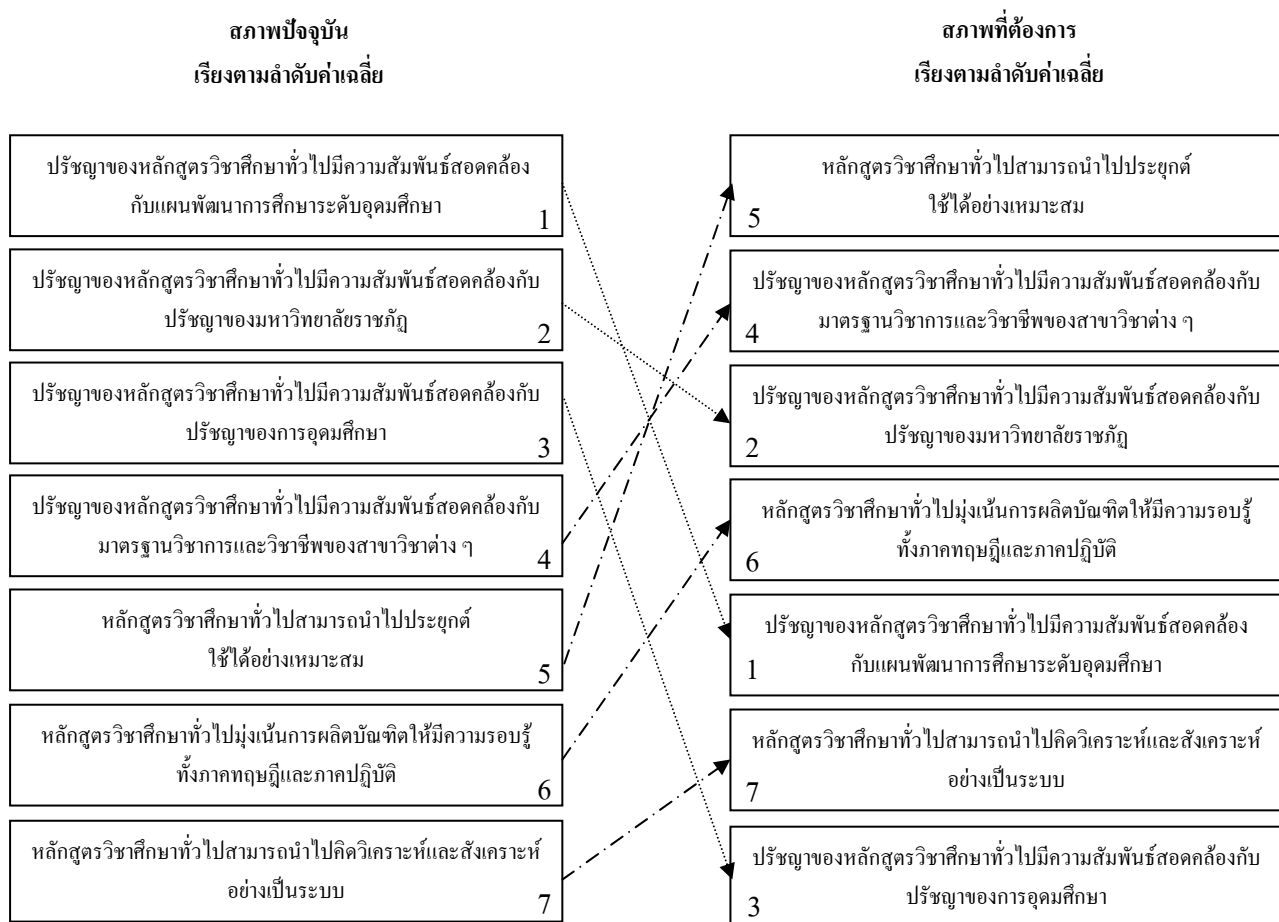 สภาพปัจจุบัน
เรียงตามลำดับค่าเฉลี่ย
ปรัชญาของหลักสูตรวิชาศึกษาทั่วไปมีความสัมพันธ์สอดคล้อง
กับแผนพัฒนาการศึกษาระดับอุดมศึกษา
1
ปรัชญาของหลักสูตรวิชาศึกษาทั่วไปมีความสัมพันธ์สอดคล้องกับ
ปรัชญาของมหาวิทยาลัยราชภัฏ
2
ปรัชญาของหลักสูตรวิชาศึกษาทั่วไปมีความสัมพันธ์สอดคล้องกับ
ปรัชญาของการอุดมศึกษา
3
ปรัชญาของหลักสูตรวิชาศึกษาทั่วไปมีความสัมพันธ์สอดคล้องกับ
มาตรฐานวิชาการและวิชาชีพของสาขาวิชาต่าง ๆ
4
หลักสูตรวิชาศึกษาทั่วไปสามารถนำไปประยุกต์
ใช้ได้อย่างเหมาะสม
5
หลักสูตรวิชาศึกษาทั่วไปมุ่งเน้นการผลิตบัณฑิตให้มีความรอบรู้
ทั้งภาคทฤษฎีและภาคปฏิบัติ
6
หลักสูตรวิชาศึกษาทั่วไปสามารถนำไปคิดวิเคราะห์และสังเคราะห์
อย่างเป็นระบบ
7
สภาพที่ต้องการ
เรียงตามลำดับค่าเฉลี่ย
หลักสูตรวิชาศึกษาทั่วไปสามารถนำไปประยุกต์
ใช้ได้อย่างเหมาะสม
5
ปรัชญาของหลักสูตรวิชาศึกษาทั่วไปมีความสัมพันธ์สอดคล้องกับ
มาตรฐานวิชาการและวิชาชีพของสาขาวิชาต่าง ๆ
4
ปรัชญาของหลักสูตรวิชาศึกษาทั่วไปมีความสัมพันธ์สอดคล้องกับ
ปรัชญาของมหาวิทยาลัยราชภัฏ
2
หลักสูตรวิชาศึกษาทั่วไปมุ่งเน้นการผลิตบัณฑิตให้มีความรอบรู้
ทั้งภาคทฤษฎีและภาคปฏิบัติ
6
ปรัชญาของหลักสูตรวิชาศึกษาทั่วไปมีความสัมพันธ์สอดคล้อง
กับแผนพัฒนาการศึกษาระดับอุดมศึกษา
1
หลักสูตรวิชาศึกษาทั่วไปสามารถนำไปคิดวิเคราะห์และสังเคราะห์
อย่างเป็นระบบ
7
ปรัชญาของหลักสูตรวิชาศึกษาทั่วไปมีความสัมพันธ์สอดคล้องกับ
ปรัชญาของการอุดมศึกษา
3